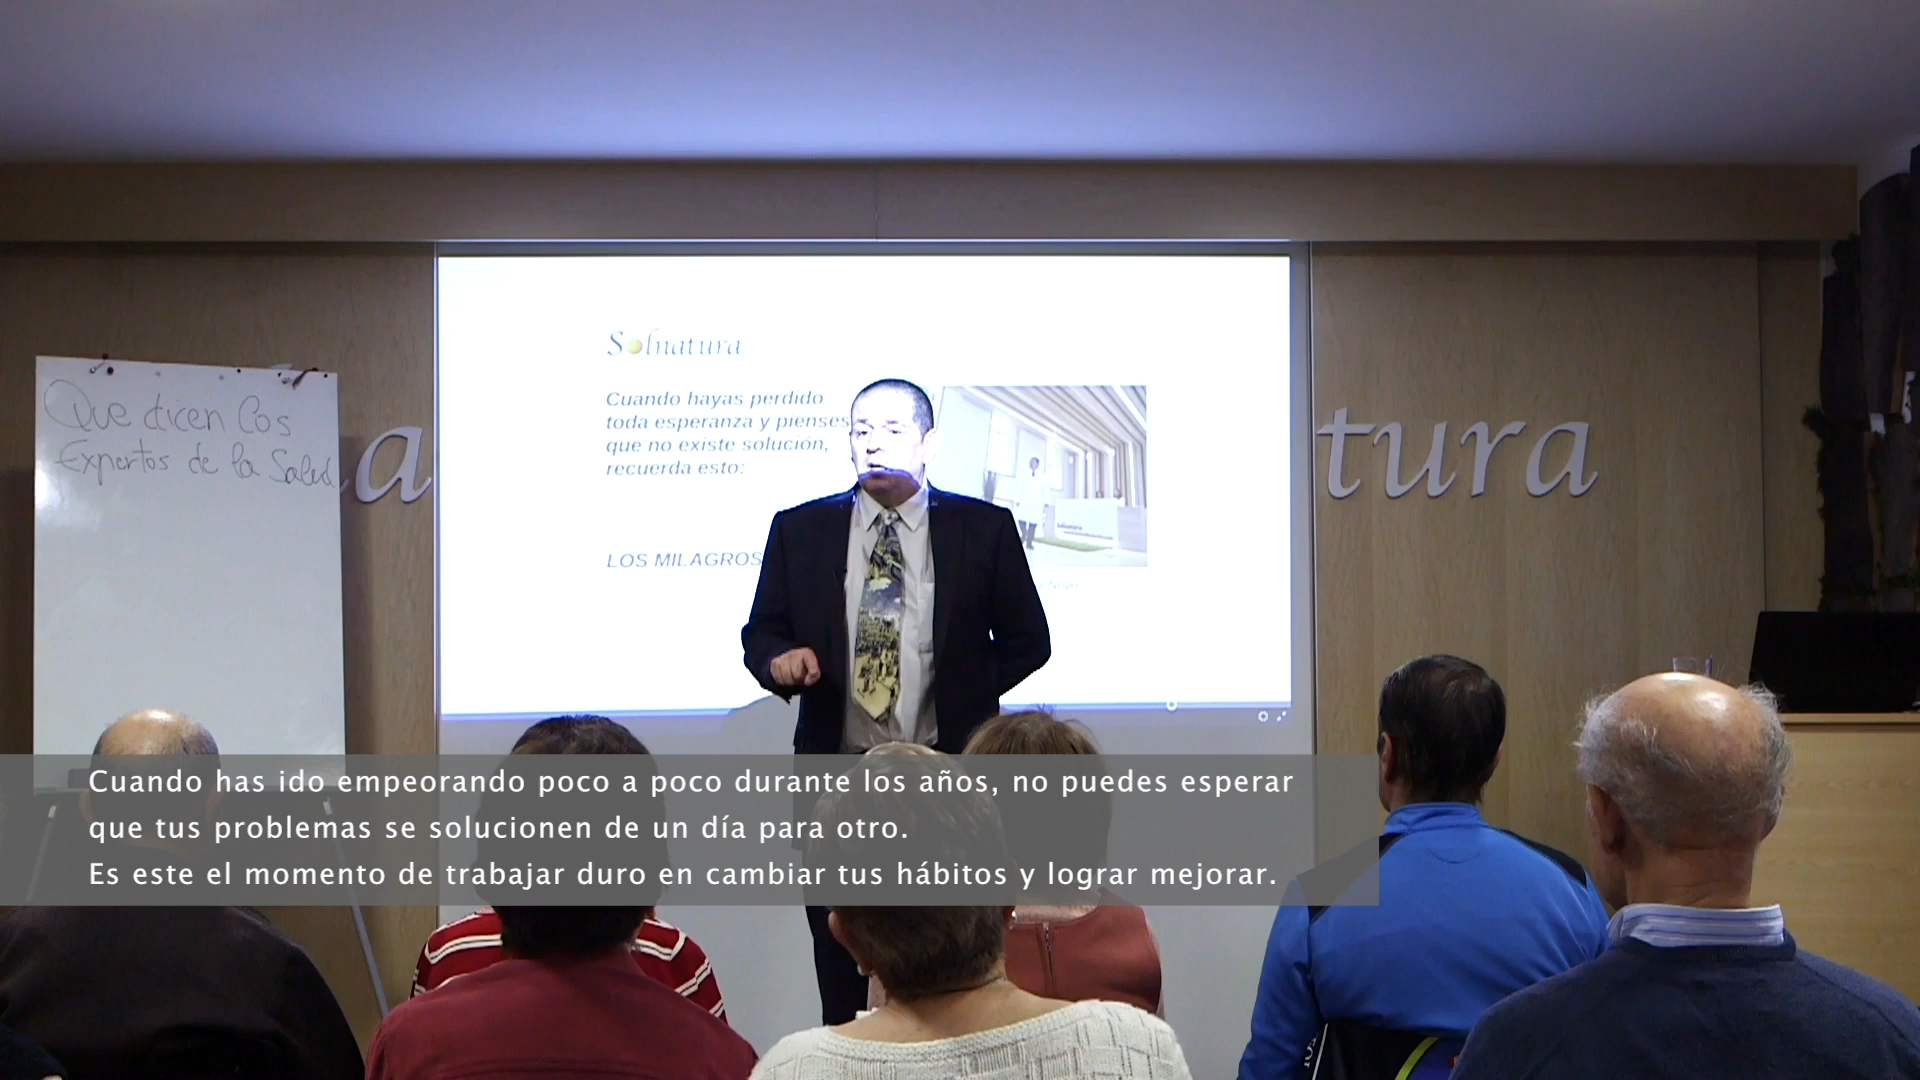 Solnatura
Cuando hayas perdido
toda esperanza y pienses
que no existe solución,
recuerda esto:
LOS MILAGROS
Que dicen Los
Expertos de la Salud
a
tura
Cuando has ido empeorando poco a poco durante los años, no puedes esperar
que tus problemas se solucionen de un día para otro.
Es este el momento de trabajar duro en cambiar tus hábitos y lograr mejorar.